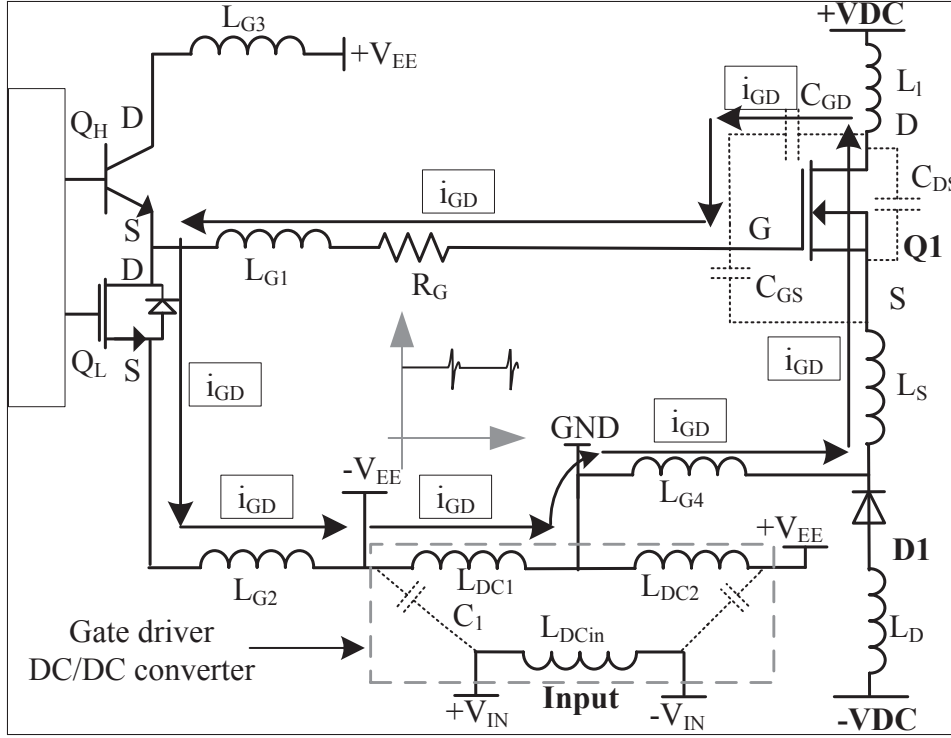 L_G3
+VDC
+V_EE
i_GD
C_GD
L_l
Q_H
D
D
C_DS
i_GD
S
G
Q1
D
L_G1
R_G
C_GS
S
Q_L
S
i_GD
i_GD
L_S
GND
i_GD
-V_EE
i_GD
i_GD
L_G4
+V_EE
D1
L_G2
L_DC1
L_DC2
C_1
L_DCin
L_D
Gate driver
DC/DC converter
Input
+V_IN
-V_IN
-VDC